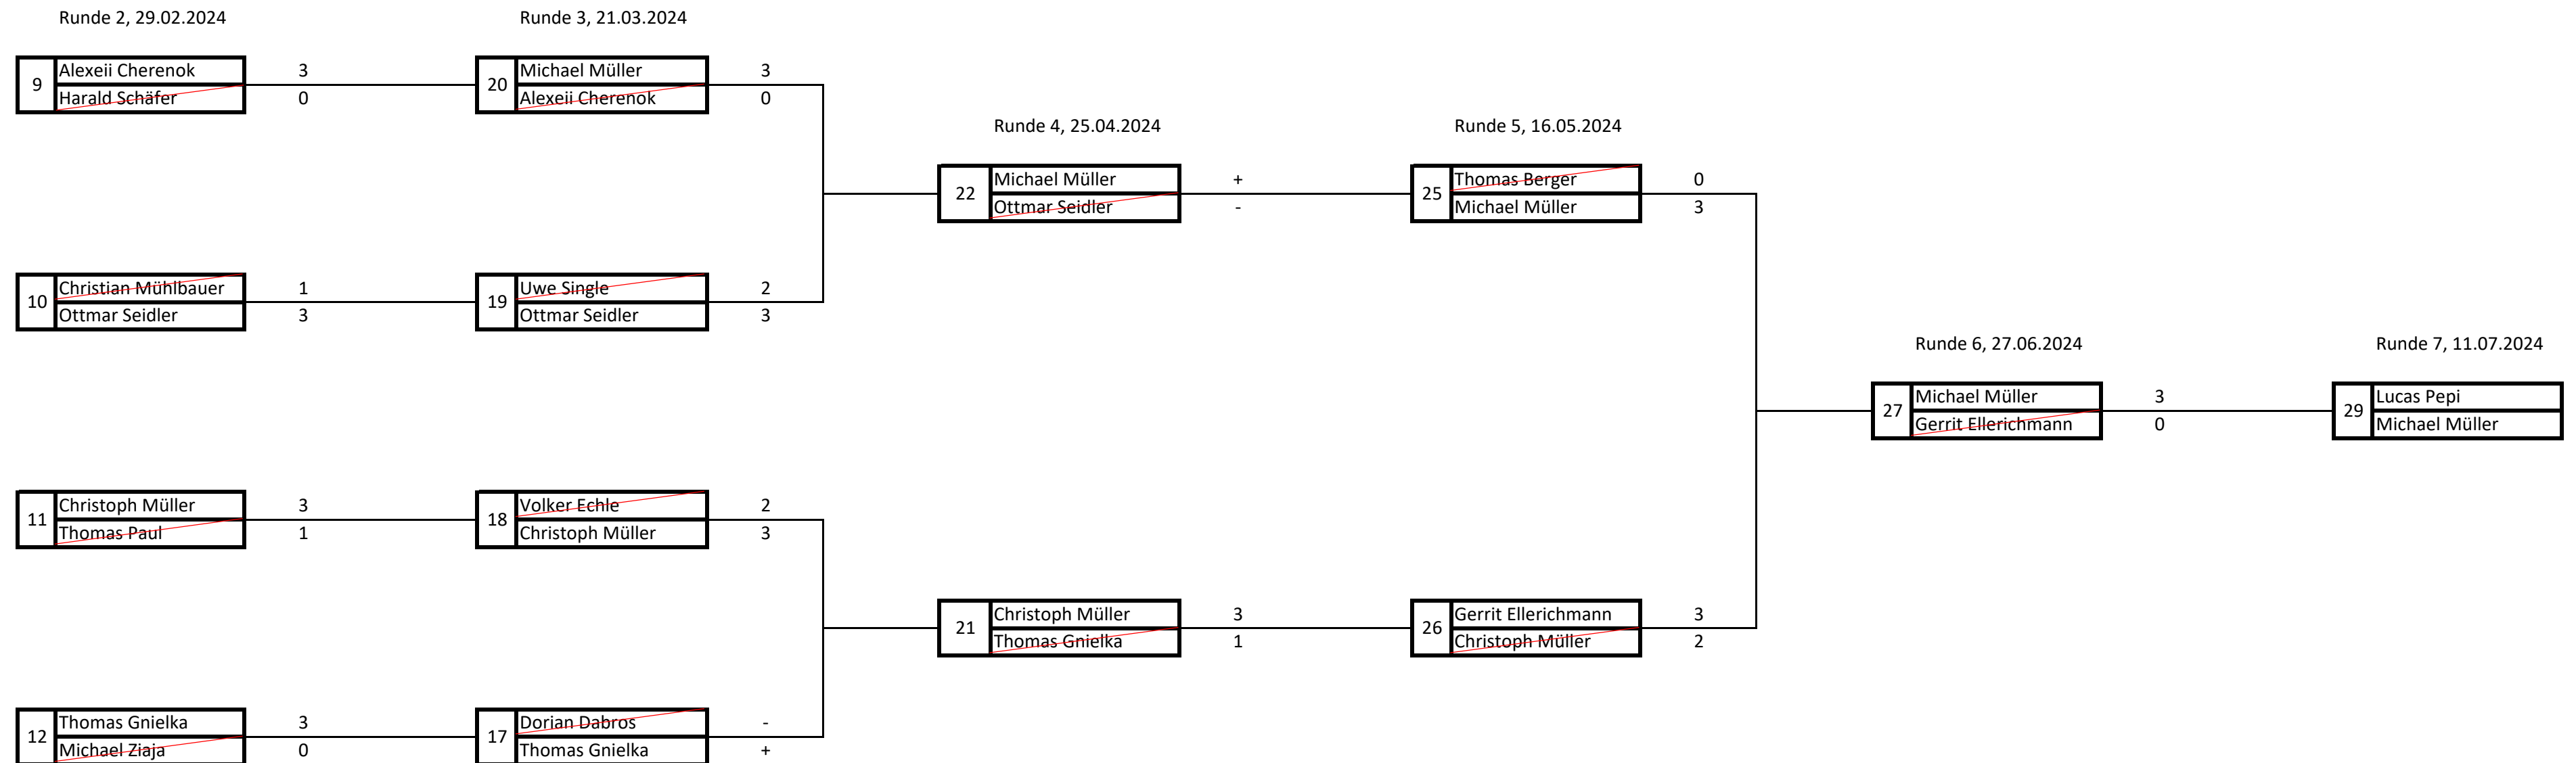 Runde 2, 29.02.2024
Runde 3, 21.03.2024
9 Alexeii Cherenok 3
Harald Schäfer 0
20 Michael Müller 3
Alexeii Cherenok 0
Runde 4, 25.04.2024
Runde 5, 16.05.2024
22 Michael Müller +
Ottmar Seidler -
25 Thomas Berger 0
Michael Müller 3
10 Christian Mühlbauer 1
Ottmar Seidler 3
19 Uwe Single 2
Ottmar Seidler 3
Runde 6, 27.06.2024
Runde 7, 11.07.2024
27 Michael Müller 3
Gerrit Ellerichmann 0
29 Lucas Pepi
Michael Müller
11 Christoph Müller 3
Thomas Paul 1
18 Volker Echle 2
Christoph Müller 3
21 Christoph Müller 3
Thomas Gnielka 1
26 Gerrit Ellerichmann 3
Christoph Müller 2
12 Thomas Gnielka 3
Michael Ziaja 0
17 Dorian Dabros -
Thomas Gnielka +